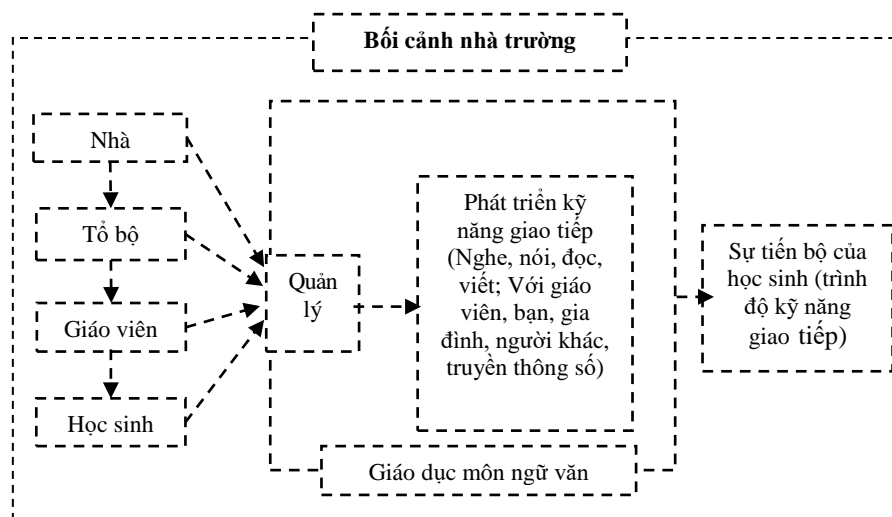 Bối cảnh nhà trường
Nhà
Tổ bộ
Giáo viên
Học sinh
Quản
lý
Phát triển kỹ
năng giao tiếp
(Nghe, nói, đọc,
viết; Với giáo
viên, bạn, gia
đình, người khác,
truyền thông số)
Sự tiến bộ của
học sinh (trình
độ kỹ năng
giao tiếp)
Giáo dục môn ngữ văn